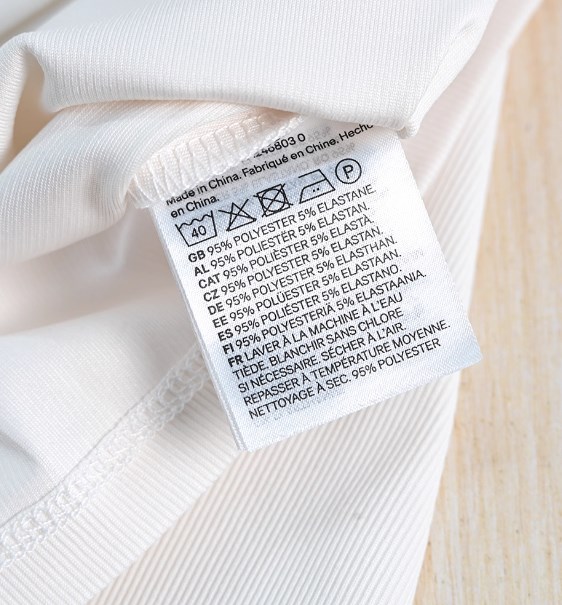 Made in China. Fabriqué en Chine. Hecho
en China.
40 P
GB 95% POLYESTER 5% ELASTANE.
AL 95% POLIESTËR 5% ELASTAN.
CAT 95% POLIÈSTER 5% ELASTÀ.
CZ 95% POLYESTER 5% ELASTAN.
DE 95% POLYESTER 5% ELASTHAN.
EE 95% POLÜESTER 5% ELASTAAN.
ES 95% POLIÉSTER 5% ELASTANO.
FI 95% POLYESTERIÄ 5% ELASTAANIA.
FR LAVER À LA MACHINE À L'EAU
TIÈDE. BLANCHIR SANS CHLORE
SI NÉCESSAIRE. SÉCHER À L'AIR.
REPASSER À TEMPÉRATURE MOYENNE.
NETTOYAGE À SEC. 95% POLYESTER